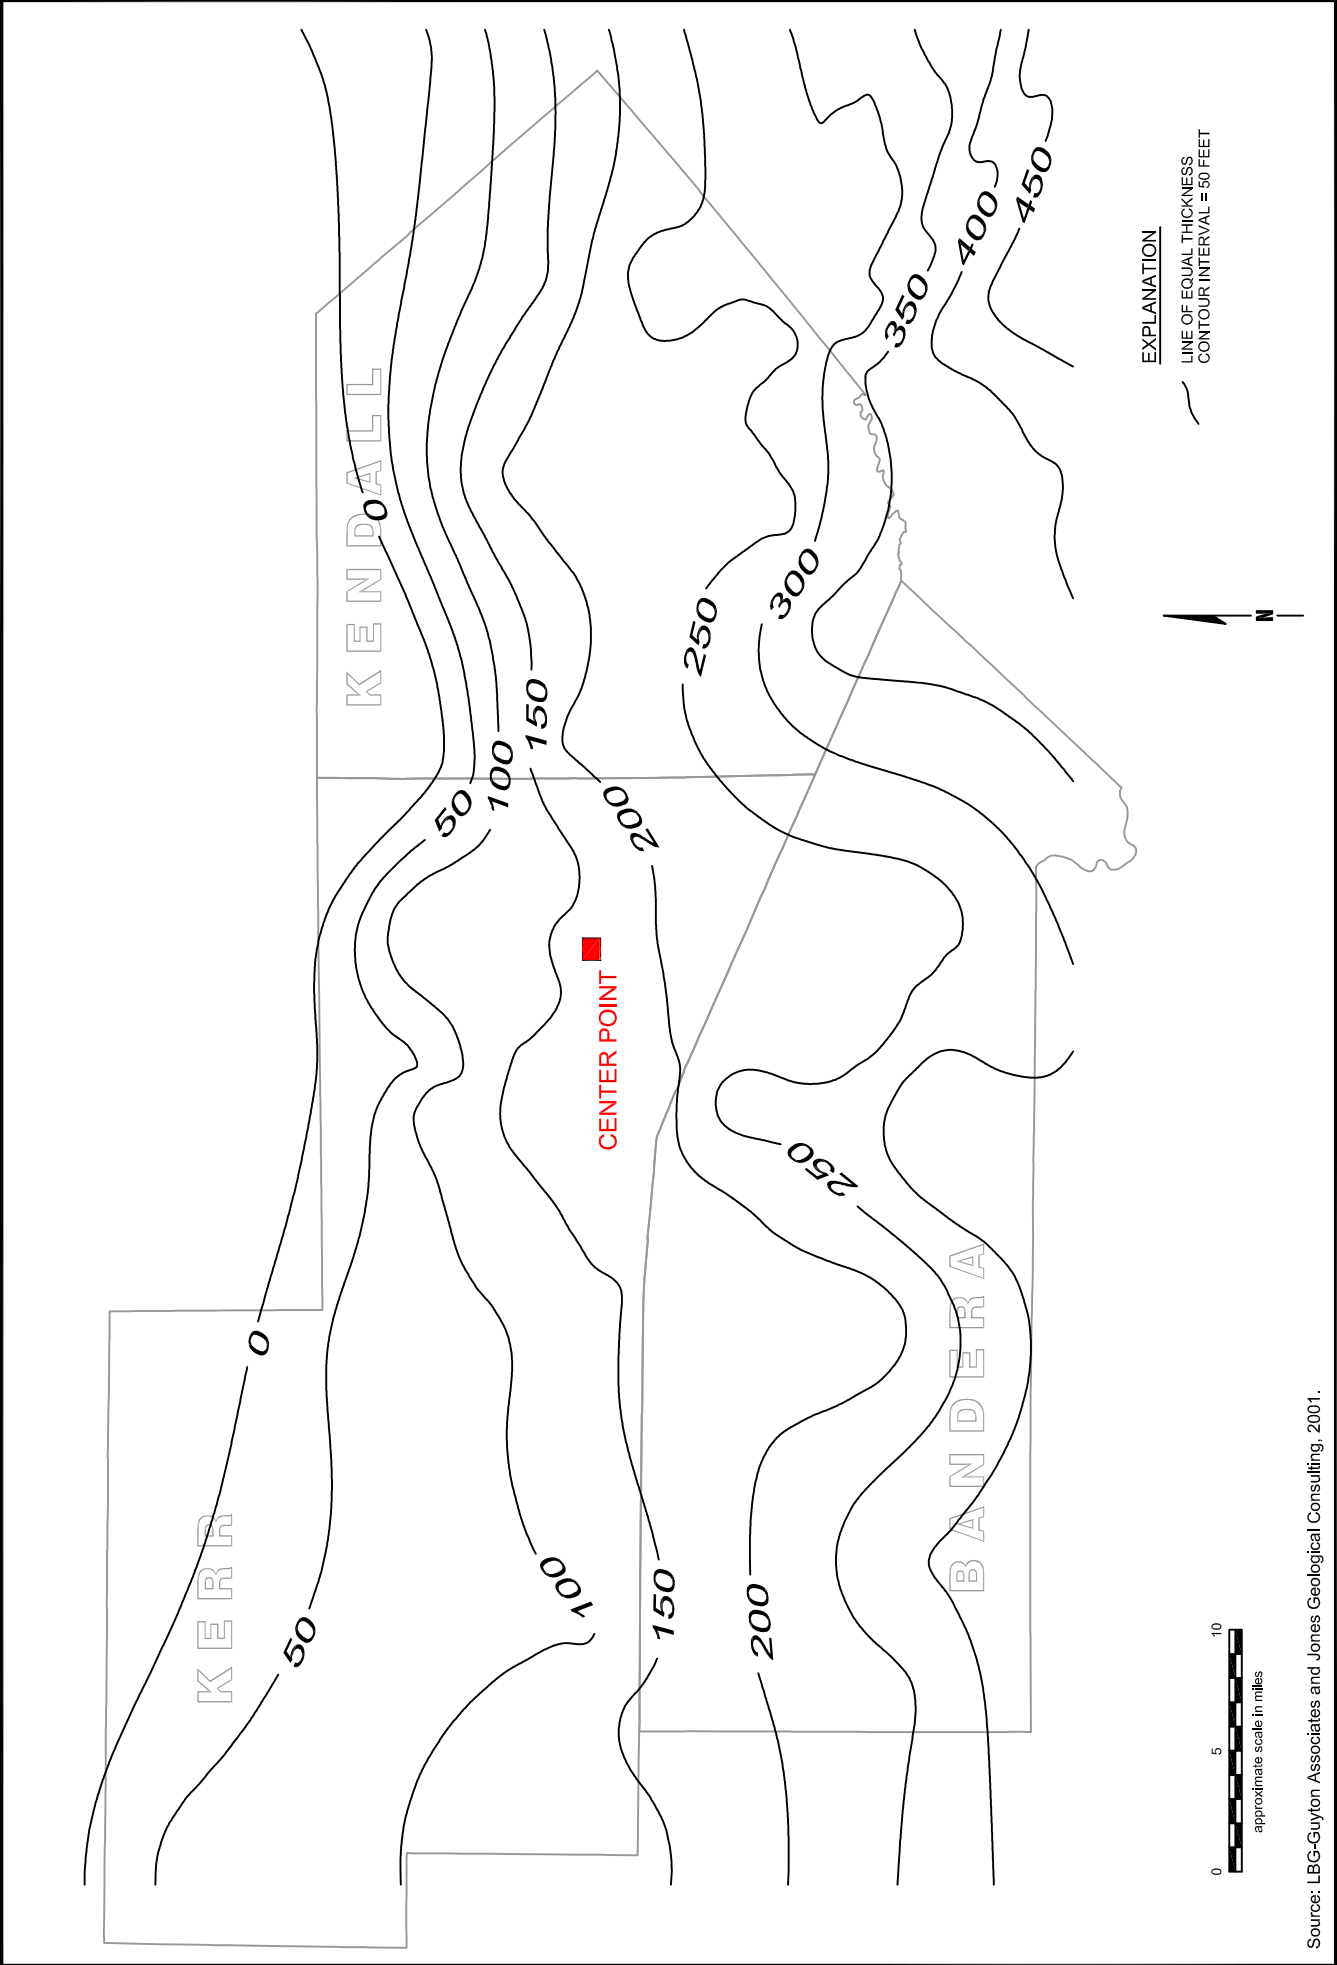 KERR
KENDALL
BANDERA
CENTER POINT
0
0
50
50
100
100
150
150
200
200
250
250
300
350
400
450
EXPLANATION
LINE OF EQUAL THICKNESS
CONTOUR INTERVAL = 50 FEET
N
0 5 10
approximate scale in miles
Source: LBG-Guyton Associates and Jones Geological Consulting, 2001.